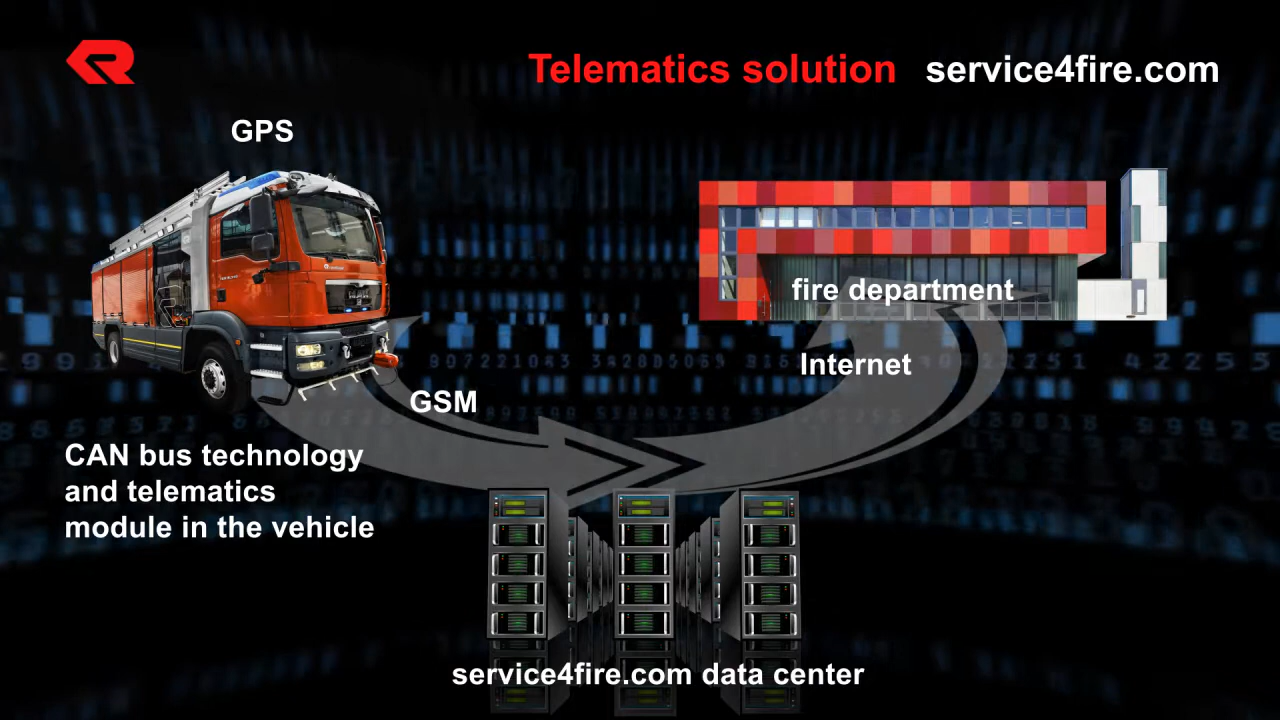 Telematics solution service4fire.com
GPS
fire department
Internet
GSM
CAN bus technology
and telematics
module in the vehicle
service4fire.com data center